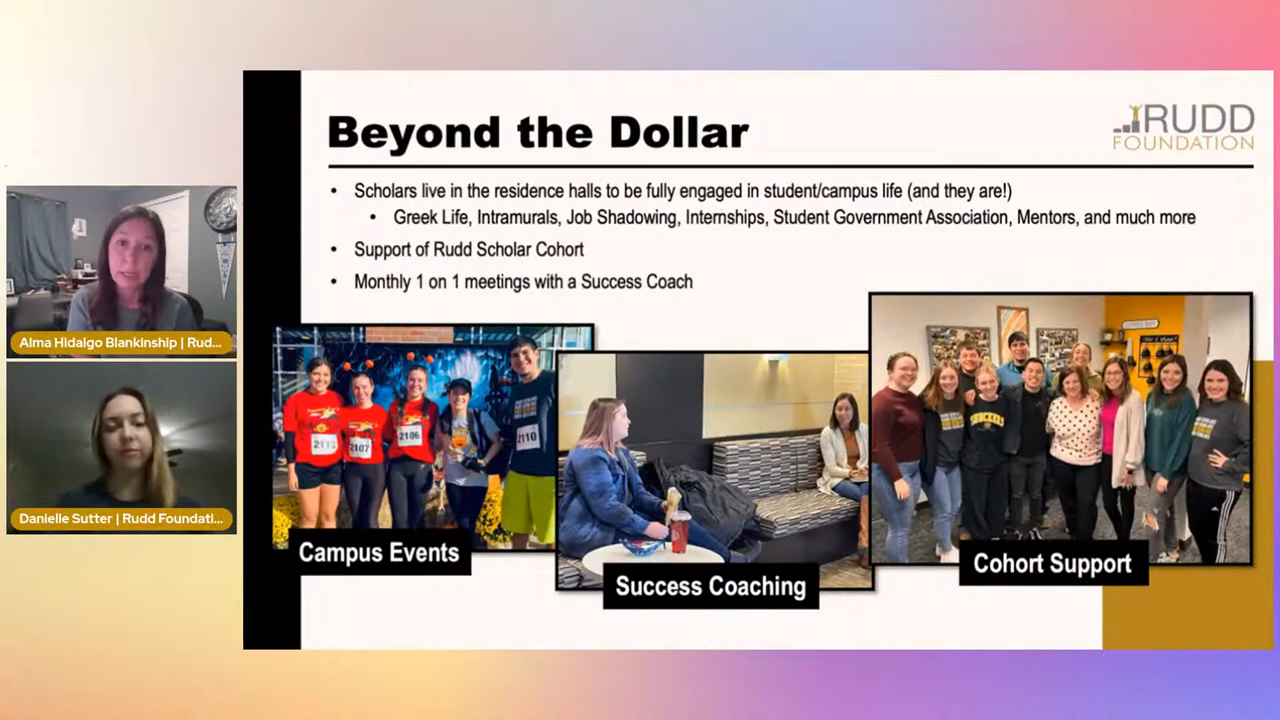 Beyond the Dollar
RUDD
FOUNDATION
• Scholars live in the residence halls to be fully engaged in student/campus life (and they are!)
• Greek Life, Intramurals, Job Shadowing, Internships, Student Government Association, Mentors, and much more
• Support of Rudd Scholar Cohort
• Monthly 1 on 1 meetings with a Success Coach
Alma Hidalgo Blankinship | Rud...
Danielle Sutter | Rudd Foundati...
2113
2107
2106
2110
Campus Events
Success Coaching
SHOCKERS
Cohort Support